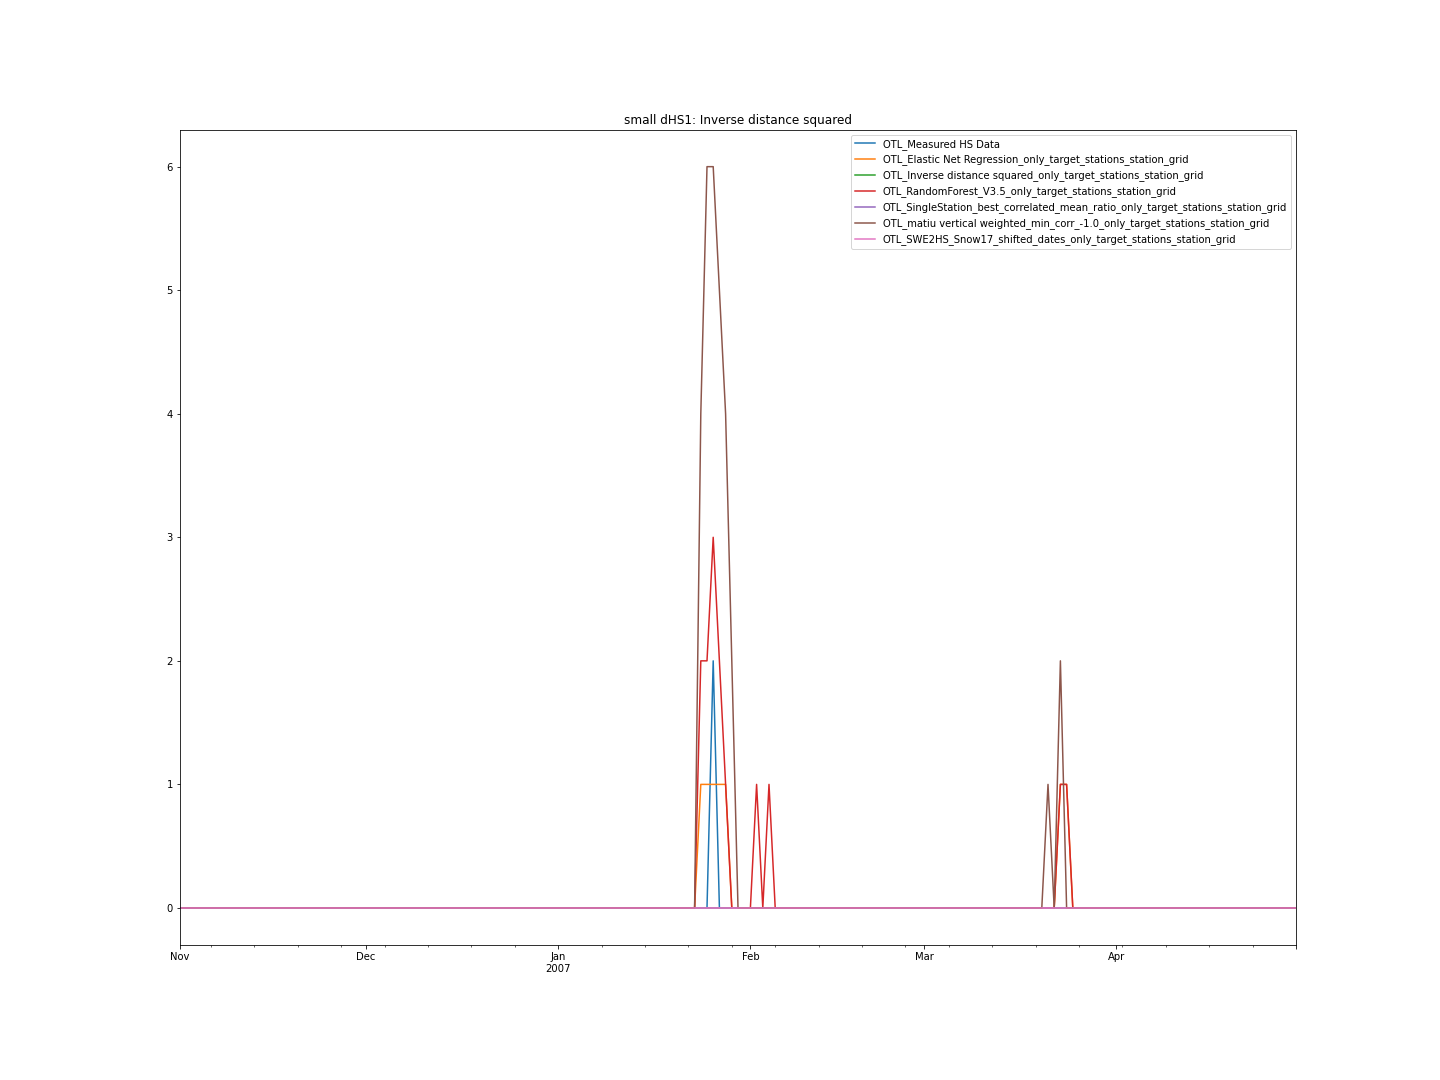 small dHS1: Inverse distance squared
OTL_Measured HS Data
OTL_Elastic Net Regression_only_target_stations_station_grid
OTL_Inverse distance squared_only_target_stations_station_grid
OTL_RandomForest_V3.5_only_target_stations_station_grid
OTL_SingleStation_best_correlated_mean_ratio_only_target_stations_station_grid
OTL_matiu vertical weighted_min_corr_-1.0_only_target_stations_station_grid
OTL_SWE2HS_Snow17_shifted_dates_only_target_stations_station_grid
6
5
4
3
2
1
0
Nov Dec Jan Feb Mar Apr
2007